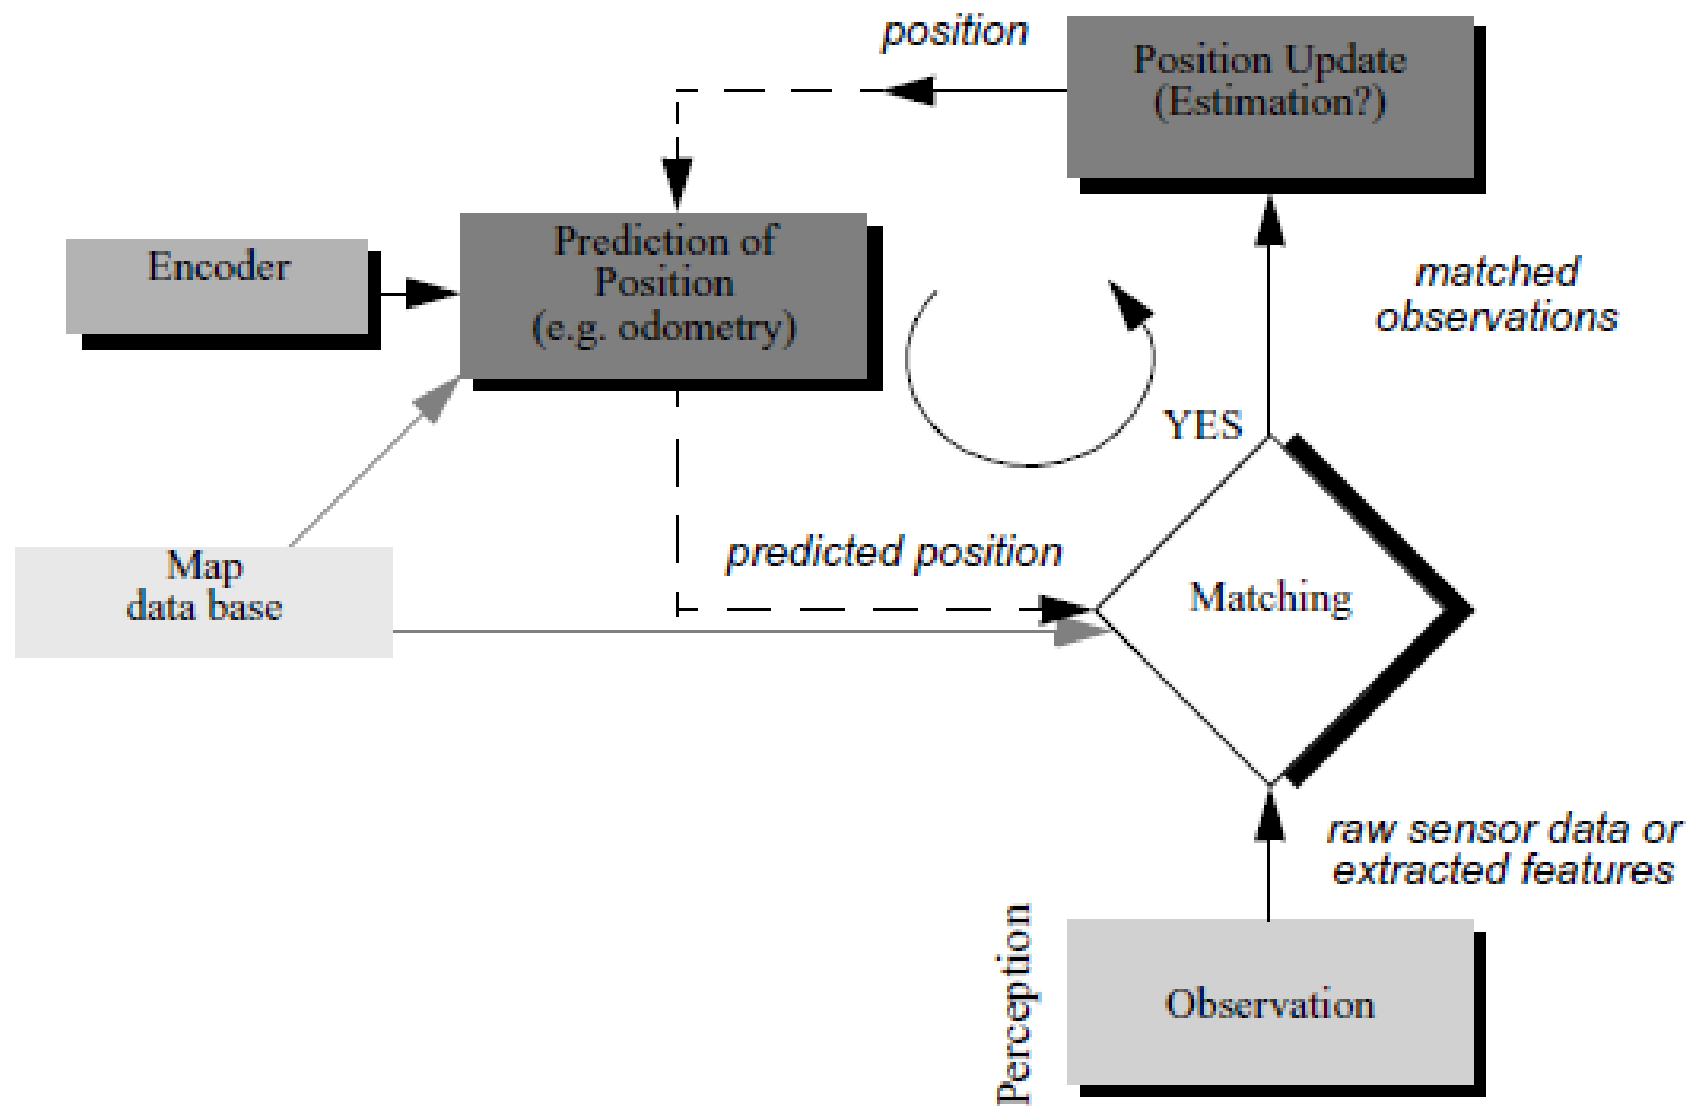 position
Position Update
(Estimation?)
Encoder
Prediction of
Position
(e.g. odometry)
matched
observations
YES
predicted position
Map
data base
Matching
raw sensor data or
extracted features
Perception
Observation